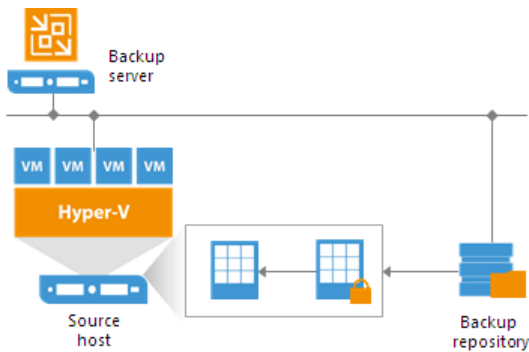 Backup
server
VM VM VM VM
Hyper-V
Source
host
Backup
repository